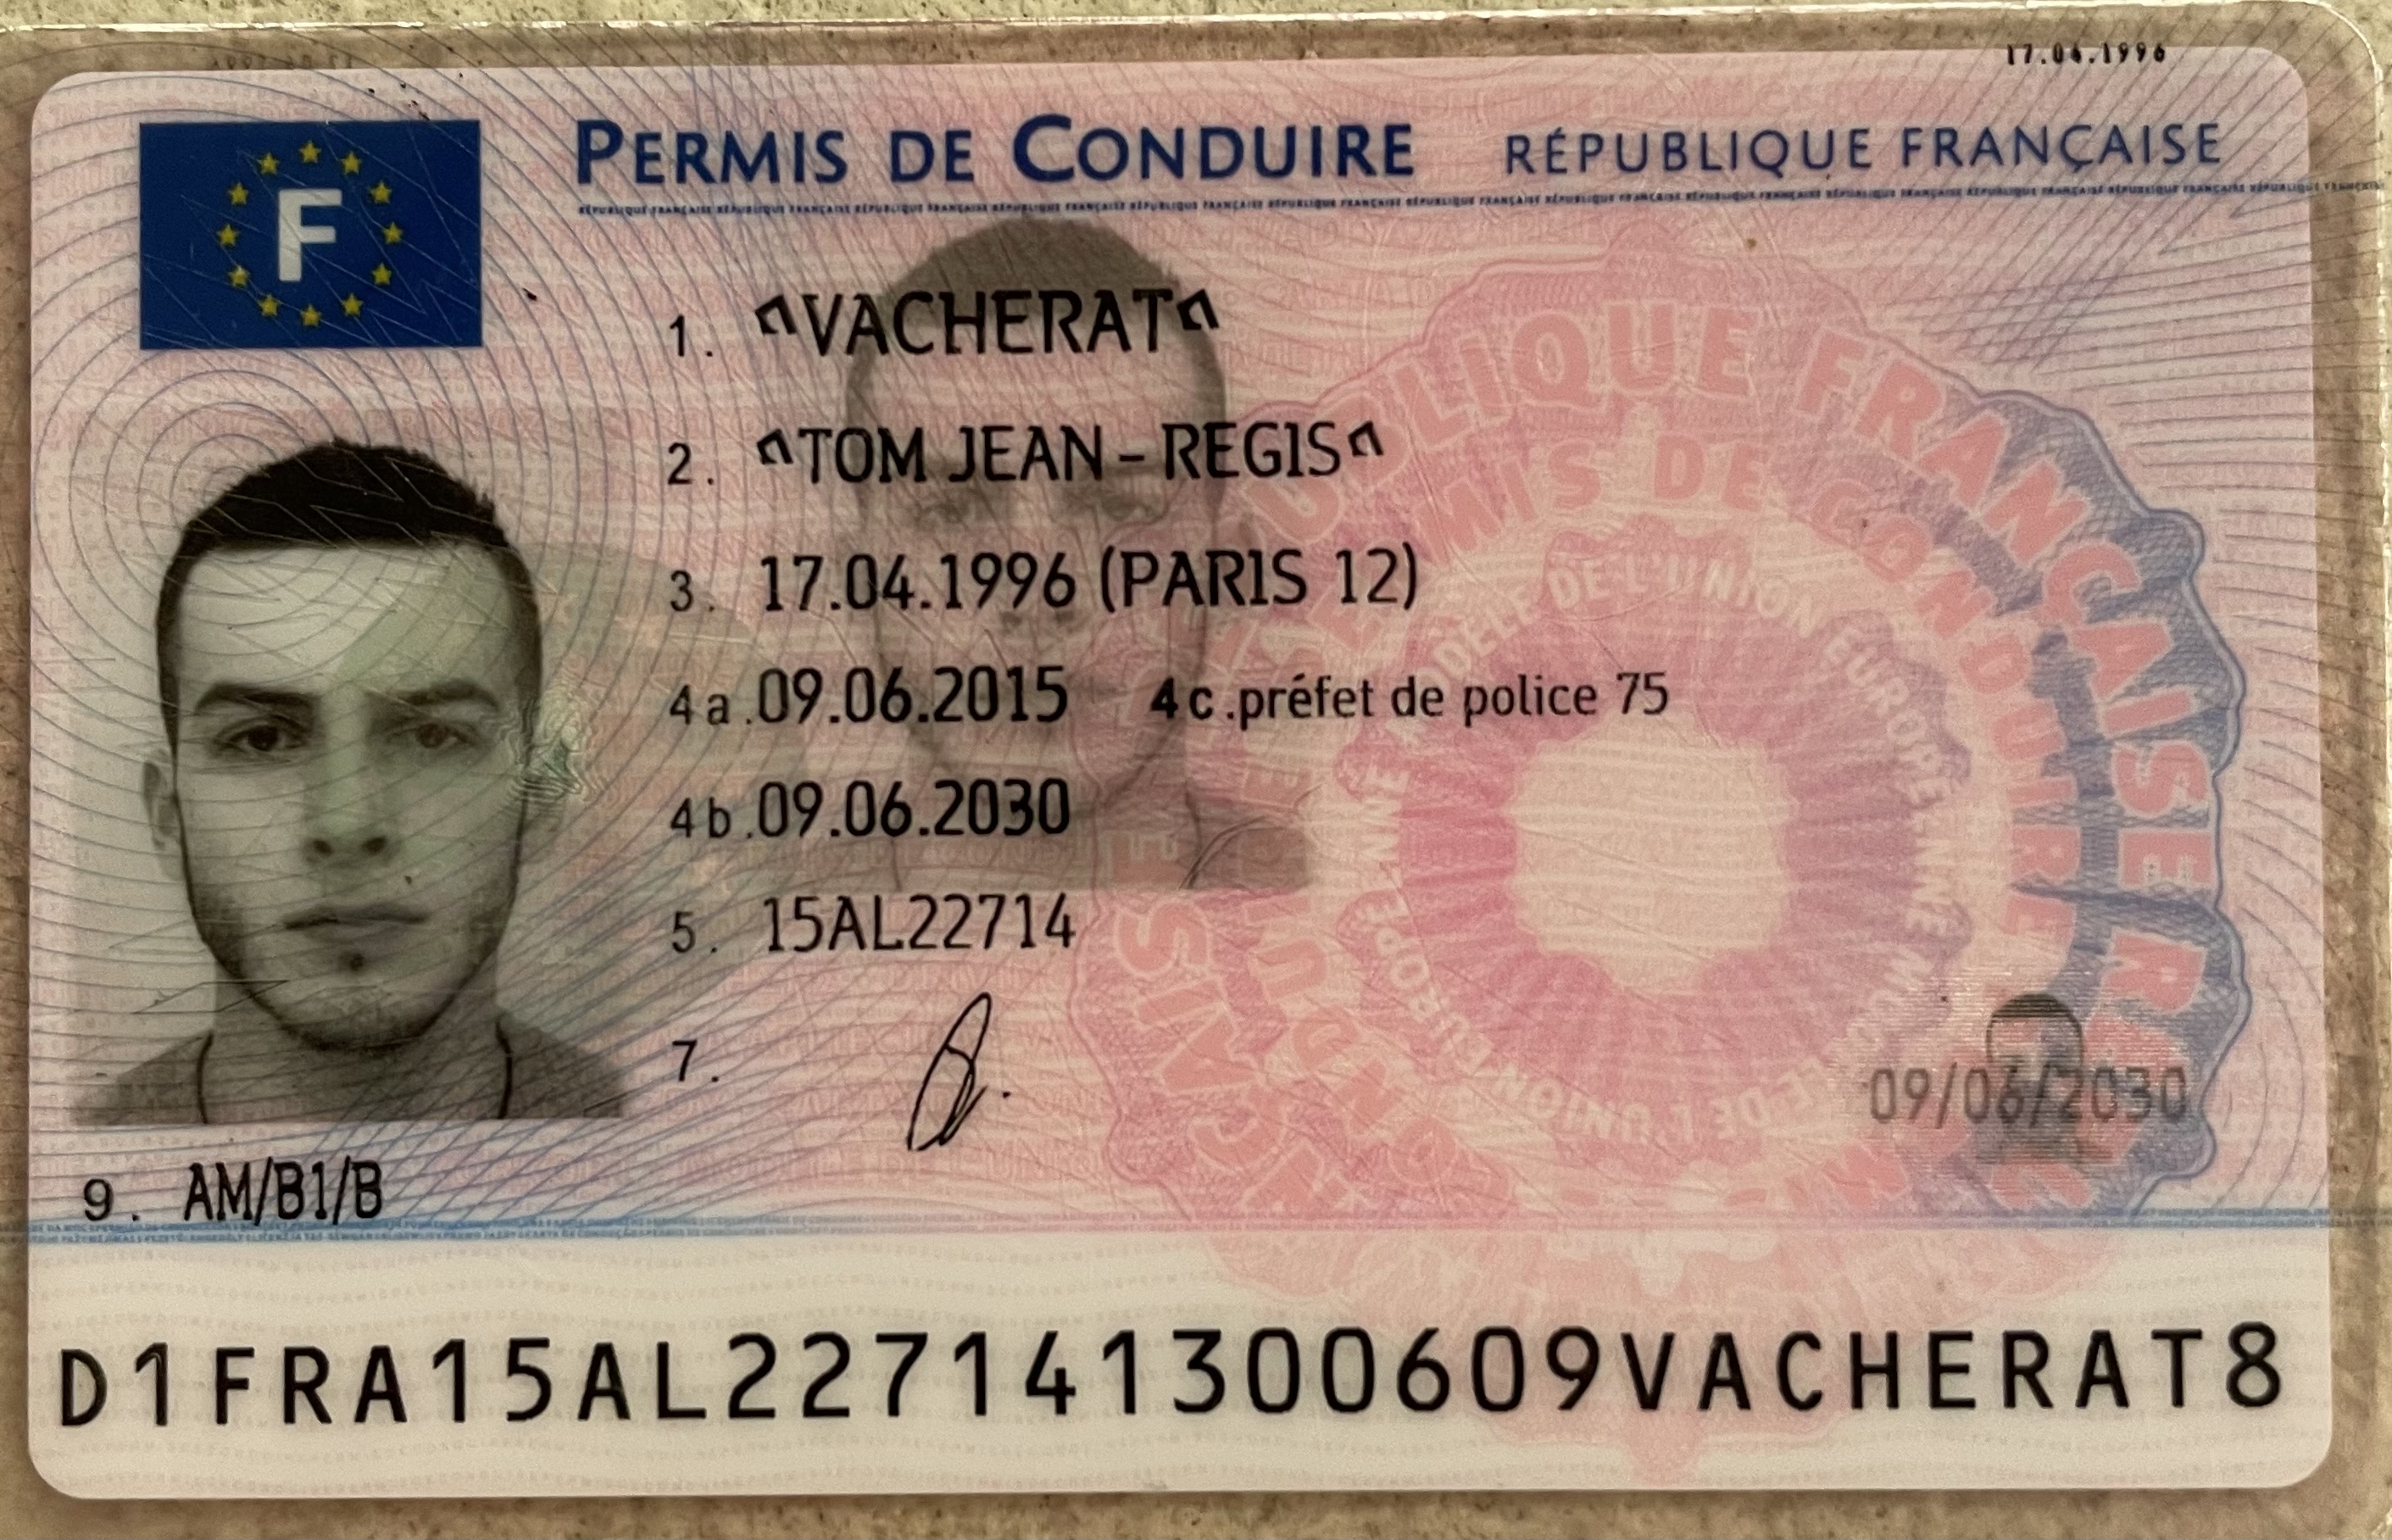 17.04.1996
F
PERMIS DE CONDUIRE RÉPUBLIQUE FRANÇAISE
1. "VACHERAT"
2. "TOM JEAN-REGIS"
3. 17.04.1996 (PARIS 12)
4a. 09.06.2015 4c. préfet de police 75
4b. 09.06.2030
5. 15AL22714
7.
09/06/2030
9. AM/B1/B
D1FRA15AL227141300609VACHERAT8